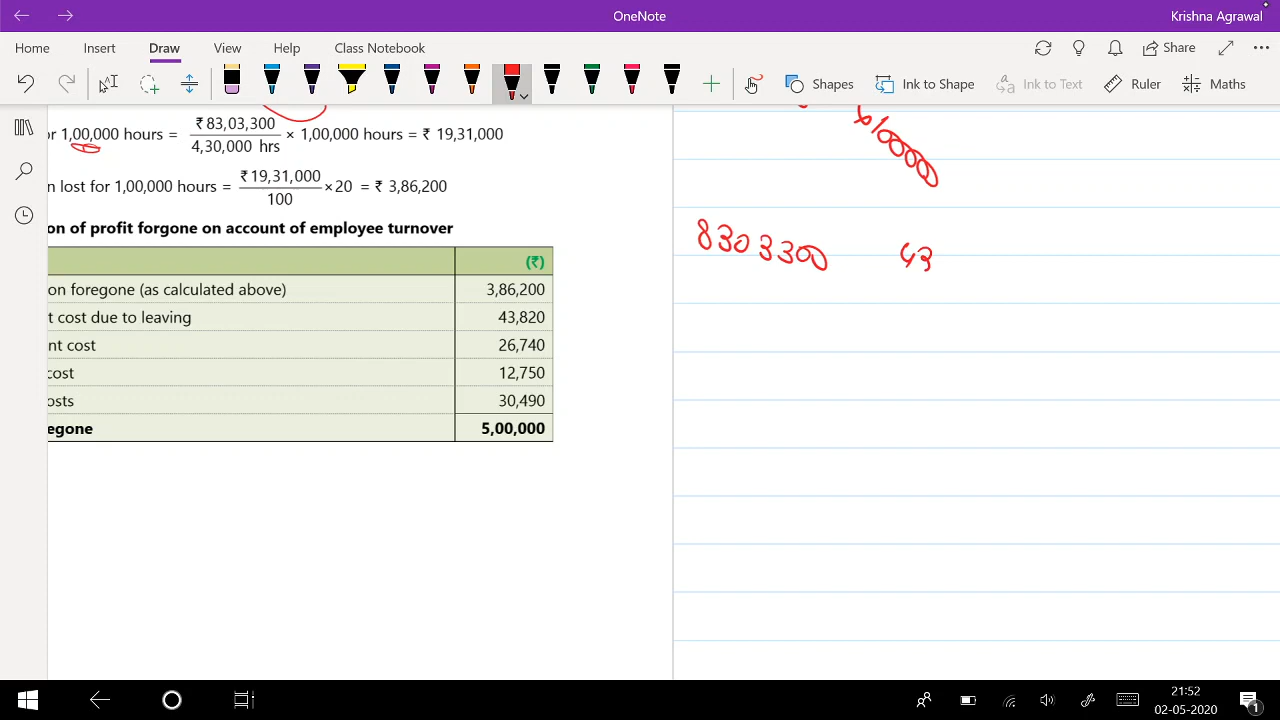 OneNote
Krishna Agrawal
Home Insert Draw View Help Class Notebook
Share
Shapes Ink to Shape Ink to Text Ruler Maths
or 1,00,000 hours = ₹ 83,03,300 / 4,30,000 hrs × 1,00,000 hours = ₹ 19,31,000
n lost for 1,00,000 hours = ₹ 19,31,000 / 100 × 20 = ₹ 3,86,200
on of profit forgone on account of employee turnover
(₹)
on foregone (as calculated above) 3,86,200
t cost due to leaving 43,820
nt cost 26,740
cost 12,750
osts 30,490
egone 5,00,000
8303300 43
21:52
02-05-2020
1